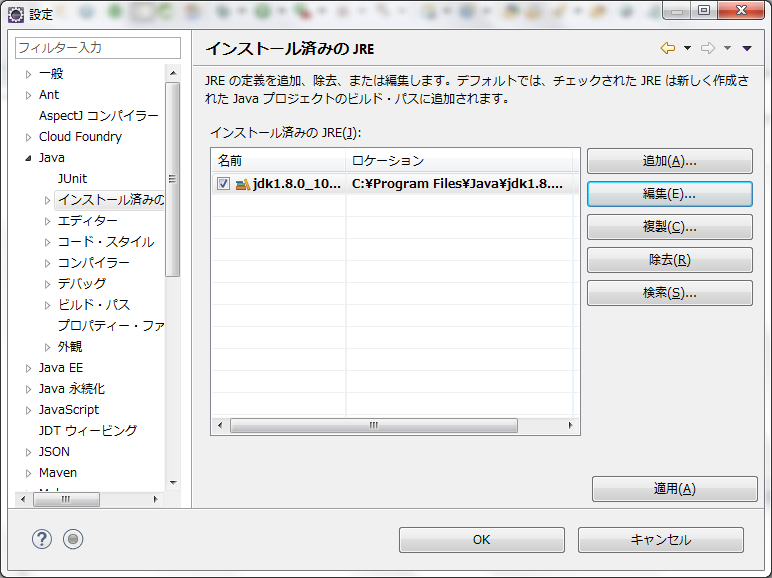 設定
フィルター入力
一般
Ant
AspectJ コンパイラー
Cloud Foundry
Java
JUnit
インストール済みの
エディター
コード・スタイル
コンパイラー
デバッグ
ビルド・パス
プロパティー・ファ
外観
Java EE
Java 永続化
JavaScript
JDT ウィービング
JSON
Maven
インストール済みの JRE
JRE の定義を追加、除去、または編集します。デフォルトでは、チェックされた JRE は新しく作成さ
れた Java プロジェクトのビルド・パスに追加されます。
インストール済みの JRE(J):
名前 ロケーション
jdk1.8.0_10... C:¥Program Files¥Java¥jdk1.8....
追加(A)...
編集(E)...
複製(C)...
除去(R)
検索(S)...
適用(A)
OK キャンセル